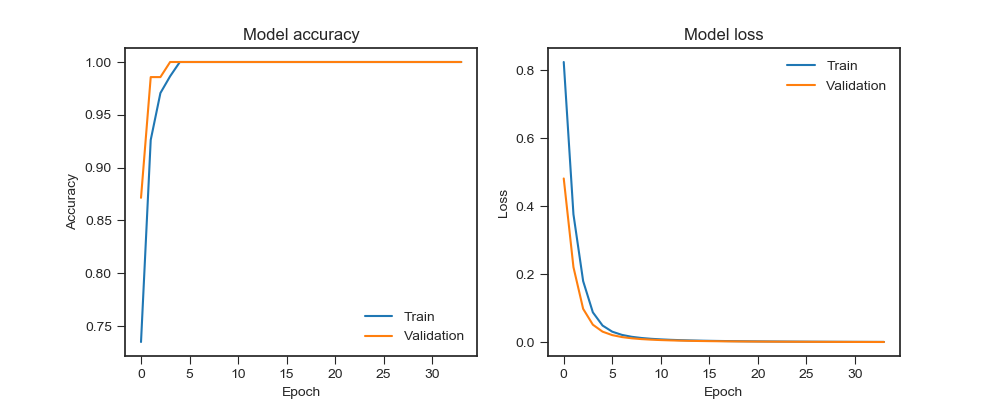 Model accuracy
1.00
0.95
0.90
0.85
0.80
0.75
Accuracy
0 5 10 15 20 25 30
Epoch
Train
Validation
Model loss
0.8
0.6
0.4
0.2
0.0
Loss
0 5 10 15 20 25 30
Epoch
Train
Validation